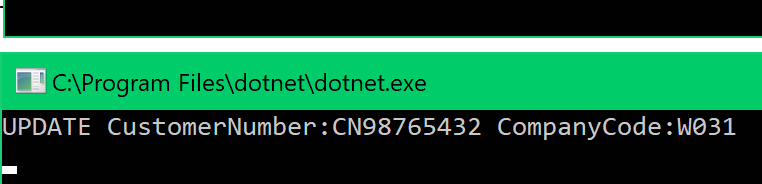 C:\Program Files\dotnet\dotnet.exe
UPDATE CustomerNumber:CN98765432 CompanyCode:W031